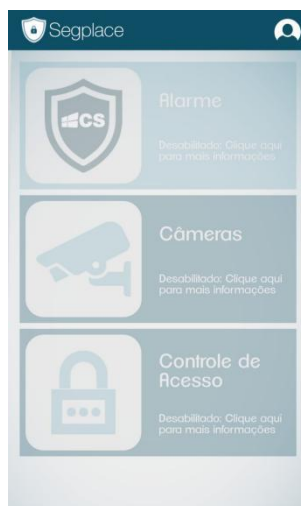 Segplace
CS
Alarme
Desabilitado: Clique aqui
para mais informações
Câmeras
Desabilitado: Clique aqui
para mais informações
Controle de
Acesso
Desabilitado: Clique aqui
para mais informações